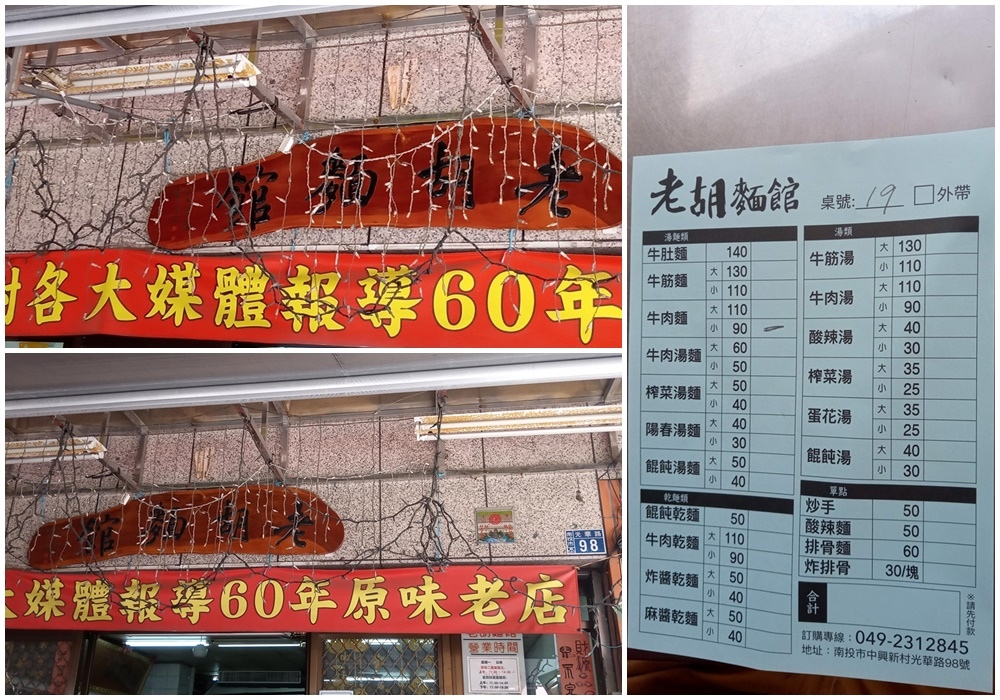 館麵胡老
各大媒體報導60年
館麵胡老
大媒體報導60年原味老店
光華路
98
老胡麵館
營業時間
老胡麵館 桌號:19 □外帶
湯麵類
牛肚麵 140
牛筋麵 大 130
小 110
牛肉麵 大 110
小 90
牛肉湯麵 大 60
小 50
榨菜湯麵 大 50
小 40
陽春湯麵 大 40
小 30
餛飩湯麵 大 50
小 40
乾麵類
餛飩乾麵 50
牛肉乾麵 大 110
小 90
炸醬乾麵 大 50
小 40
麻醬乾麵 大 50
小 40
湯類
牛筋湯 大 130
小 110
牛肉湯 大 110
小 90
酸辣湯 大 40
小 30
榨菜湯 大 35
小 25
蛋花湯 大 35
小 25
餛飩湯 大 40
小 30
單點
炒手 50
酸辣麵 50
排骨麵 60
炸排骨 30/塊
合計
※請先付款
訂購專線:049-2312845
地址:南投市中興新村光華路98號